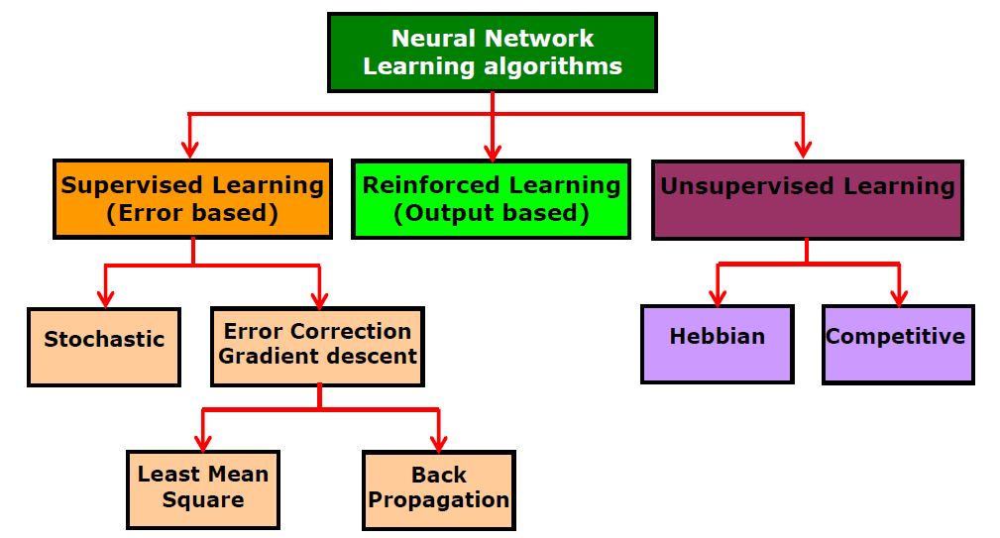 Neural Network
Learning algorithms
Supervised Learning
(Error based)
Reinforced Learning
(Output based)
Unsupervised Learning
Stochastic
Error Correction
Gradient descent
Hebbian
Competitive
Least Mean
Square
Back
Propagation